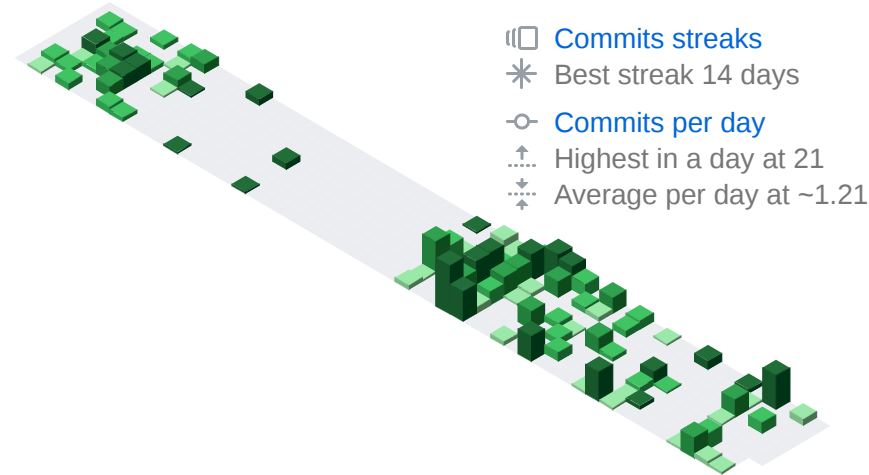 Commits streaks
Best streak 14 days
Commits per day
Highest in a day at 21
Average per day at ~1.21